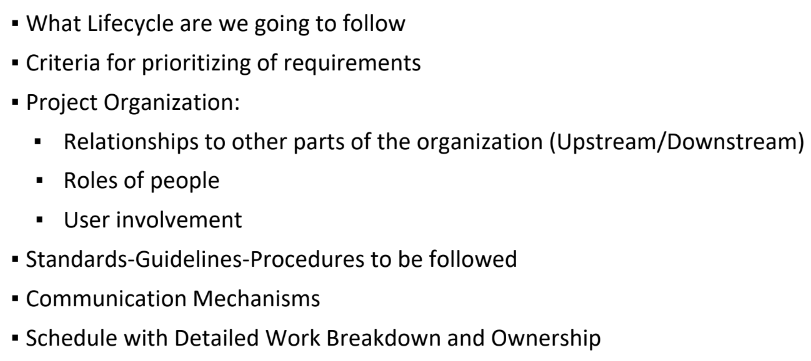 ▪ What Lifecycle are we going to follow
▪ Criteria for prioritizing of requirements
▪ Project Organization:
▪ Relationships to other parts of the organization (Upstream/Downstream)
▪ Roles of people
▪ User involvement
▪ Standards-Guidelines-Procedures to be followed
▪ Communication Mechanisms
▪ Schedule with Detailed Work Breakdown and Ownership